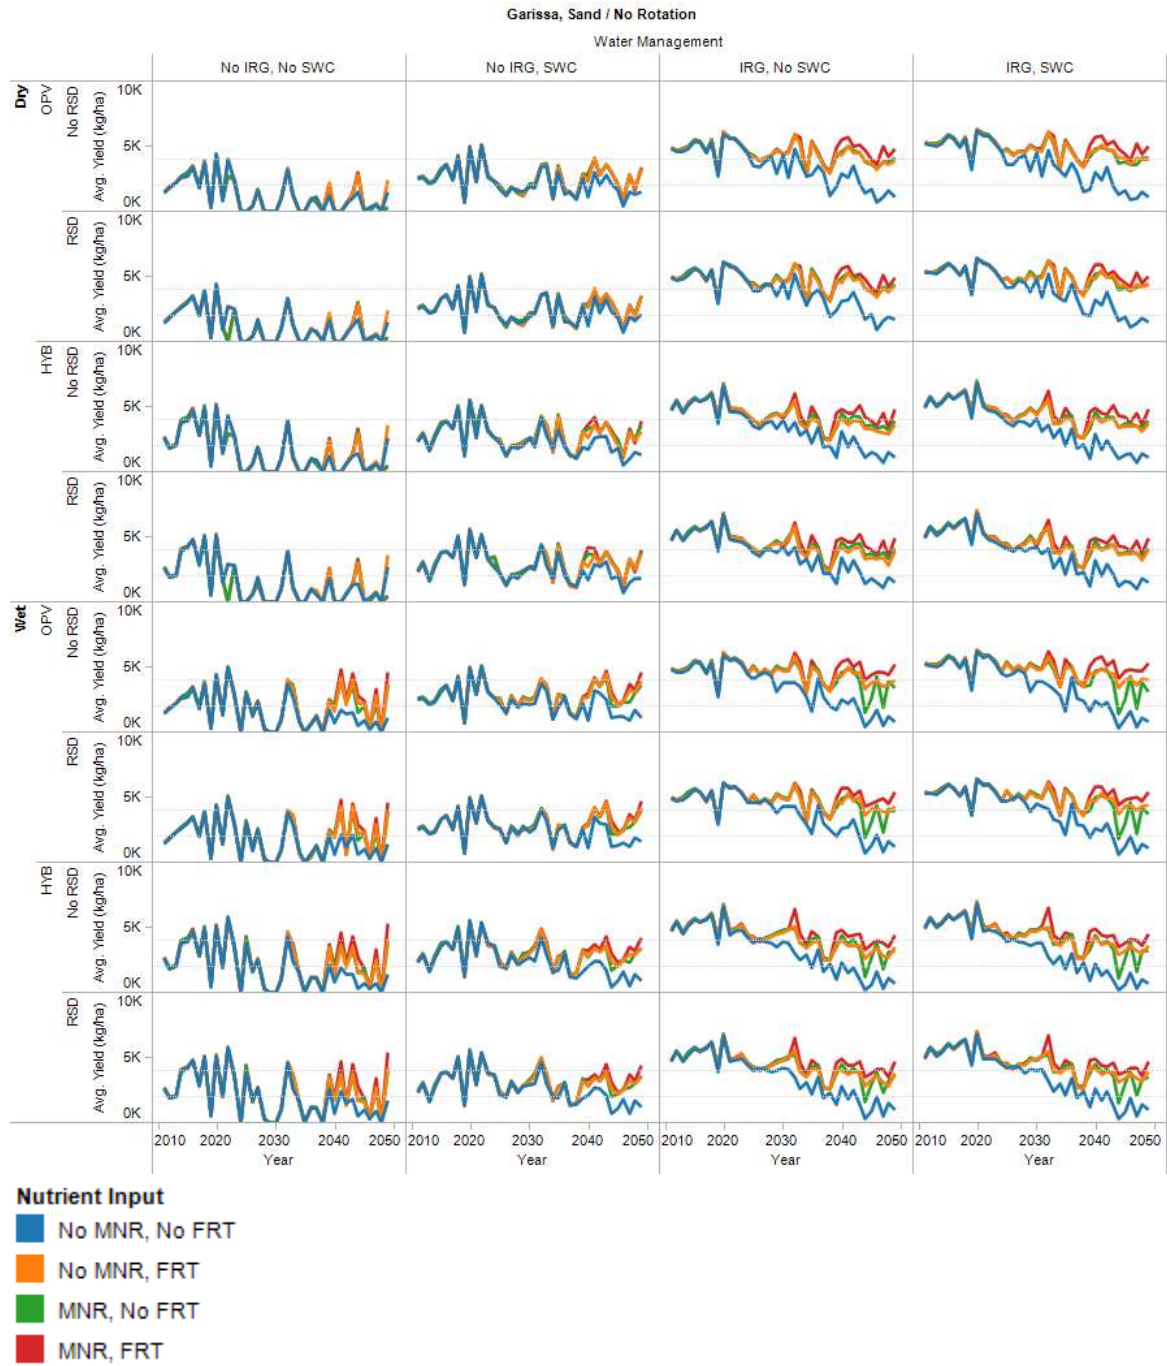 Garissa, Sand / No Rotation
Water Management
No IRG, No SWC No IRG, SWC IRG, No SWC IRG, SWC
Dry OPV No RSD Avg. Yield (kg/ha) 10K 5K 0K
RSD Avg. Yield (kg/ha) 10K 5K 0K
HYB No RSD Avg. Yield (kg/ha) 10K 5K 0K
RSD Avg. Yield (kg/ha) 10K 5K 0K
Wet OPV No RSD Avg. Yield (kg/ha) 10K 5K 0K
RSD Avg. Yield (kg/ha) 10K 5K 0K
HYB No RSD Avg. Yield (kg/ha) 10K 5K 0K
RSD Avg. Yield (kg/ha) 10K 5K 0K
2010 2020 2030 2040 2050 2010 2020 2030 2040 2050 2010 2020 2030 2040 2050 2010 2020 2030 2040 2050
Year Year Year Year
Nutrient Input
No MNR, No FRT
No MNR, FRT
MNR, No FRT
MNR, FRT